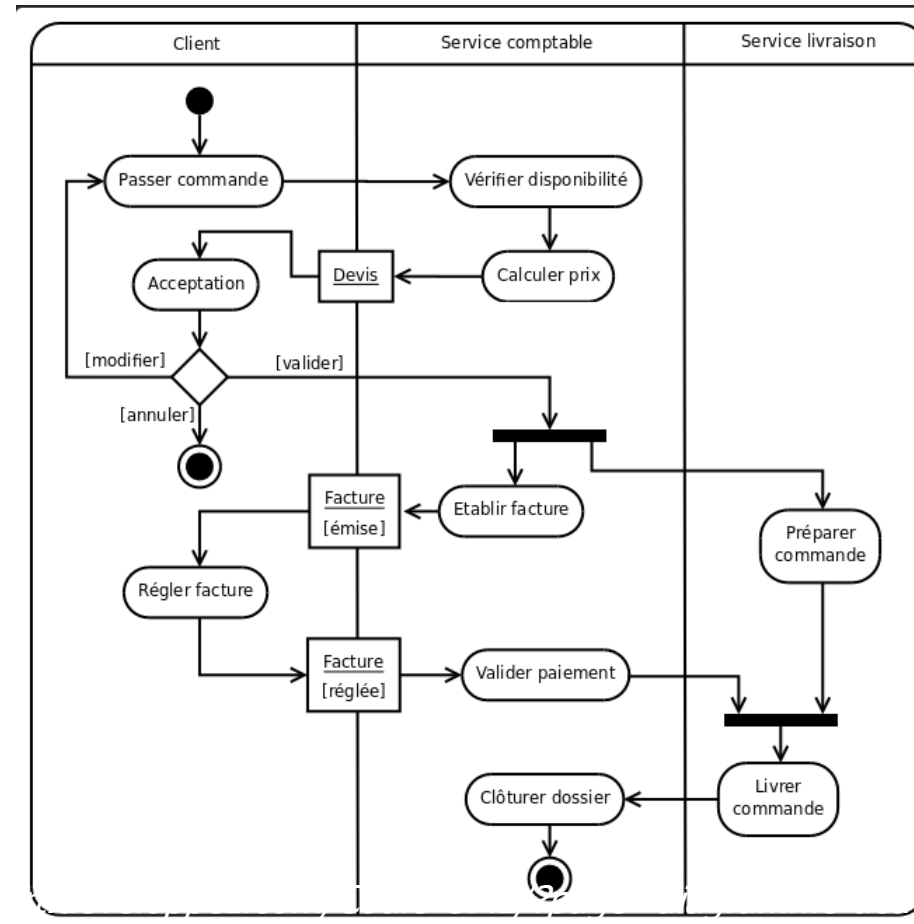 Client
Service comptable
Service livraison
Passer commande
Vérifier disponibilité
Devis
Calculer prix
Acceptation
[modifier]
[valider]
[annuler]
Facture
[émise]
Etablir facture
Préparer
commande
Régler facture
Facture
[réglée]
Valider paiement
Clôturer dossier
Livrer
commande